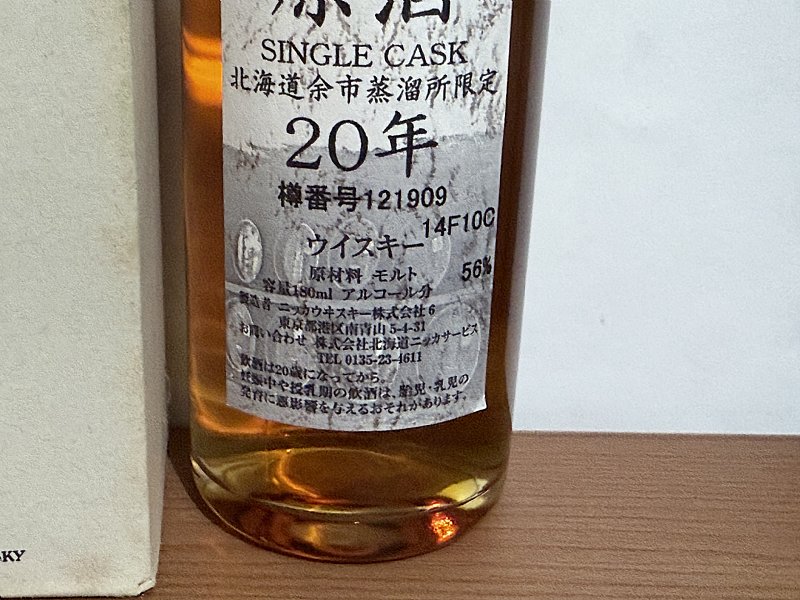 原酒
SINGLE CASK
北海道余市蒸溜所限定
20年
樽番号121909
14F10C
ウイスキー
原材料 モルト
56%
容量180ml アルコール分
製造者 ニッカウヰスキー株式会社 6
東京都港区南青山 5-4-31
お問い合わせ 株式会社北海道ニッカサービス
TEL 0135-23-4611
飲酒は20歳になってから。
妊娠中や授乳期の飲酒は、胎児・乳児の
発育に悪影響を与えるおそれがあります。
KY